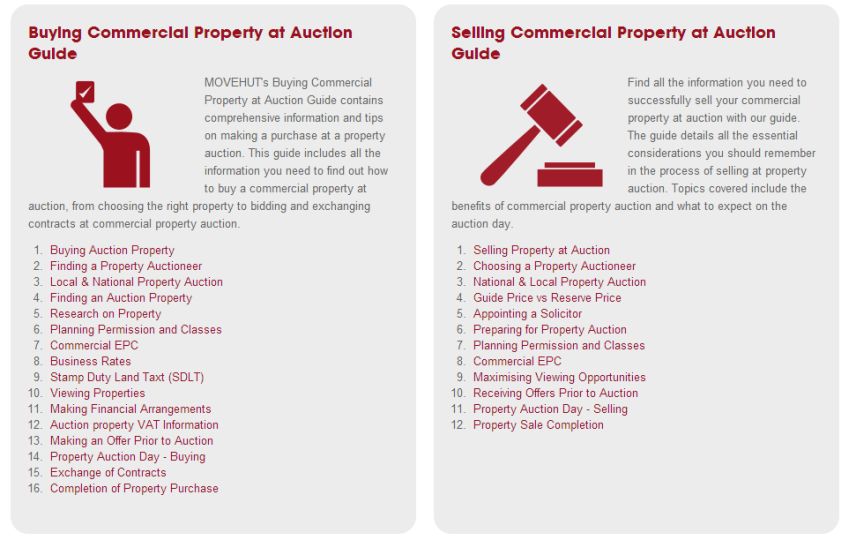 Buying Commercial Property at Auction
Guide
MOVEHUT's Buying Commercial
Property at Auction Guide contains
comprehensive information and tips
on making a purchase at a property
auction. This guide includes all the
information you need to find out how
to buy a commercial property at
auction, from choosing the right property to bidding and exchanging
contracts at commercial property auction.
1. Buying Auction Property
2. Finding a Property Auctioneer
3. Local & National Property Auction
4. Finding an Auction Property
5. Research on Property
6. Planning Permission and Classes
7. Commercial EPC
8. Business Rates
9. Stamp Duty Land Taxt (SDLT)
10. Viewing Properties
11. Making Financial Arrangements
12. Auction property VAT Information
13. Making an Offer Prior to Auction
14. Property Auction Day - Buying
15. Exchange of Contracts
16. Completion of Property Purchase
Selling Commercial Property at Auction
Guide
Find all the information you need to
successfully sell your commercial
property at auction with our guide.
The guide details all the essential
considerations you should remember
in the process of selling at property
auction. Topics covered include the
benefits of commercial property auction and what to expect on the
auction day.
1. Selling Property at Auction
2. Choosing a Property Auctioneer
3. National & Local Property Auction
4. Guide Price vs Reserve Price
5. Appointing a Solicitor
6. Preparing for Property Auction
7. Planning Permission and Classes
8. Commercial EPC
9. Maximising Viewing Opportunities
10. Receiving Offers Prior to Auction
11. Property Auction Day - Selling
12. Property Sale Completion